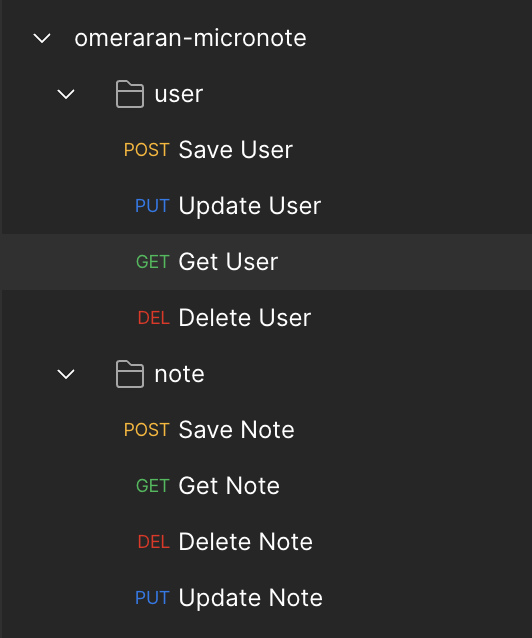 omeraran-micronote
user
POST Save User
PUT Update User
GET Get User
DEL Delete User
note
POST Save Note
GET Get Note
DEL Delete Note
PUT Update Note